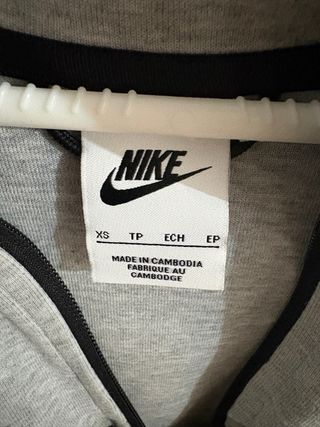 NIKE
XS TP ECH EP
MADE IN CAMBODIA
FABRIQUE AU
CAMBODGE